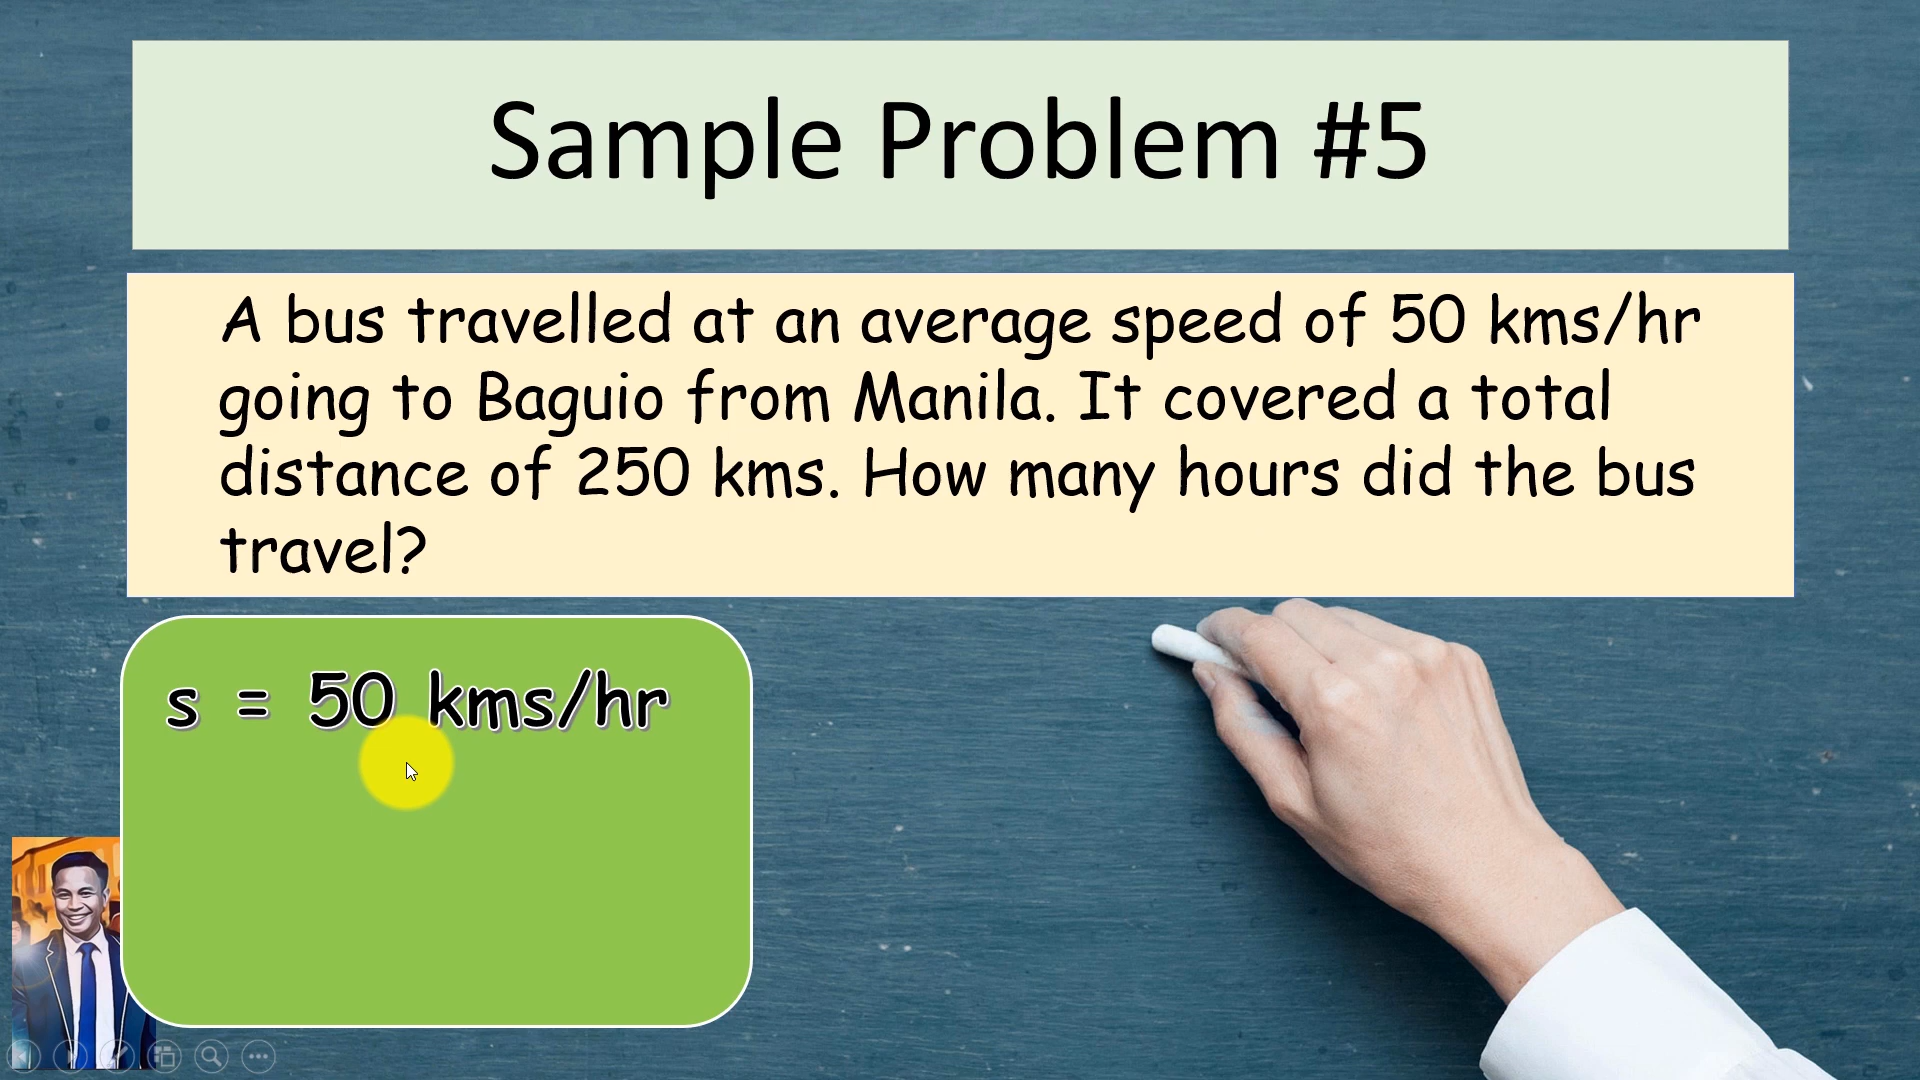 Sample Problem #5
A bus travelled at an average speed of 50 kms/hr
going to Baguio from Manila. It covered a total
distance of 250 kms. How many hours did the bus
travel?
s = 50 kms/hr